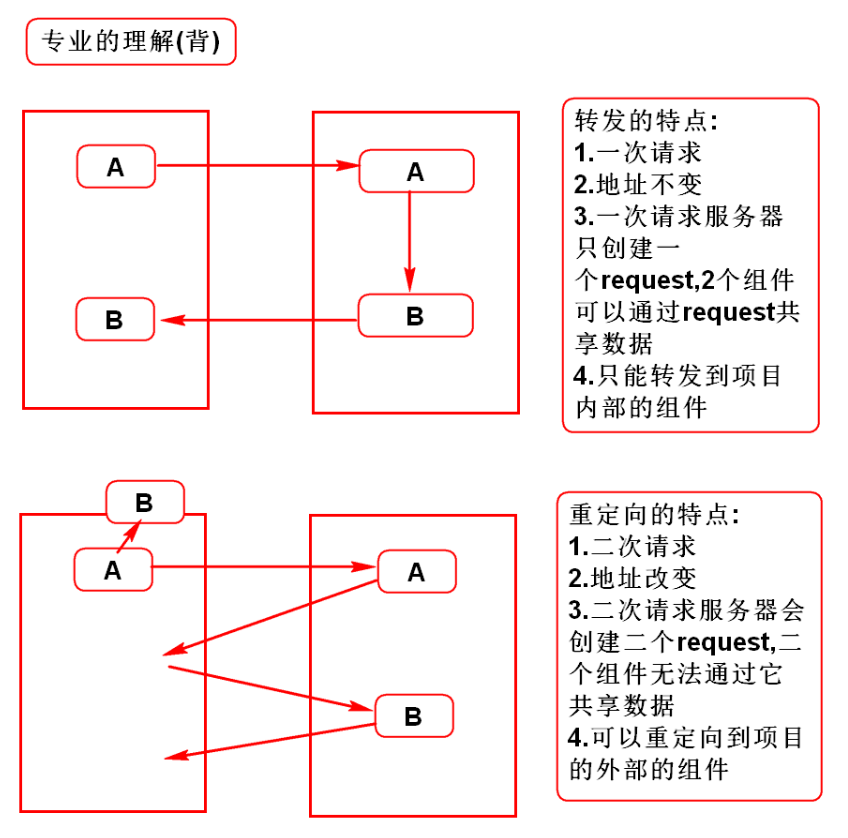 专业的理解(背)
A
A
B
B
转发的特点:
1.一次请求
2.地址不变
3.一次请求服务器
只创建一
个request,2个组件
可以通过request共
享数据
4.只能转发到项目
内部的组件
B
A
A
B
重定向的特点:
1.二次请求
2.地址改变
3.二次请求服务器会
创建二个request,二
个组件无法通过它
共享数据
4.可以重定向到项目
的外部的组件